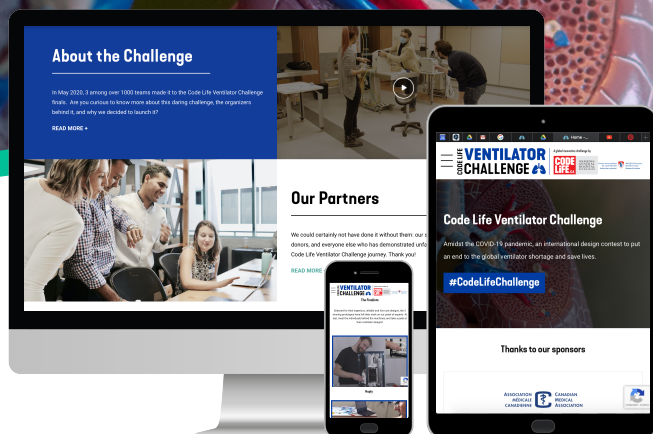 About the Challenge
In May 2020, 3 among over 1000 teams made it to the Code Life Ventilator Challenge
finals. Are you curious to know more about this daring challenge, the organizers
behind it, and why we decided to launch it?
READ MORE +
Our Partners
We could certainly not have done it without them: our s
donors, and everyone else who has demonstrated unfa
Code Life Ventilator Challenge journey. Thank you!
READ MORE
CODE LIFE
VENTILATOR
CHALLENGE
The Finalists
Ragly
Home -
CODE LIFE
VENTILATOR
CHALLENGE
A global innovation challenge by
CODE
LIFE
Code Life Ventilator Challenge
Amidst the COVID-19 pandemic, an international design contest to put
an end to the global ventilator shortage and save lives.
#CodeLifeChallenge
Thanks to our sponsors
ASSOCIATION
MÉDICALE
CANADIENNE
CANADIAN
MEDICAL
ASSOCIATION